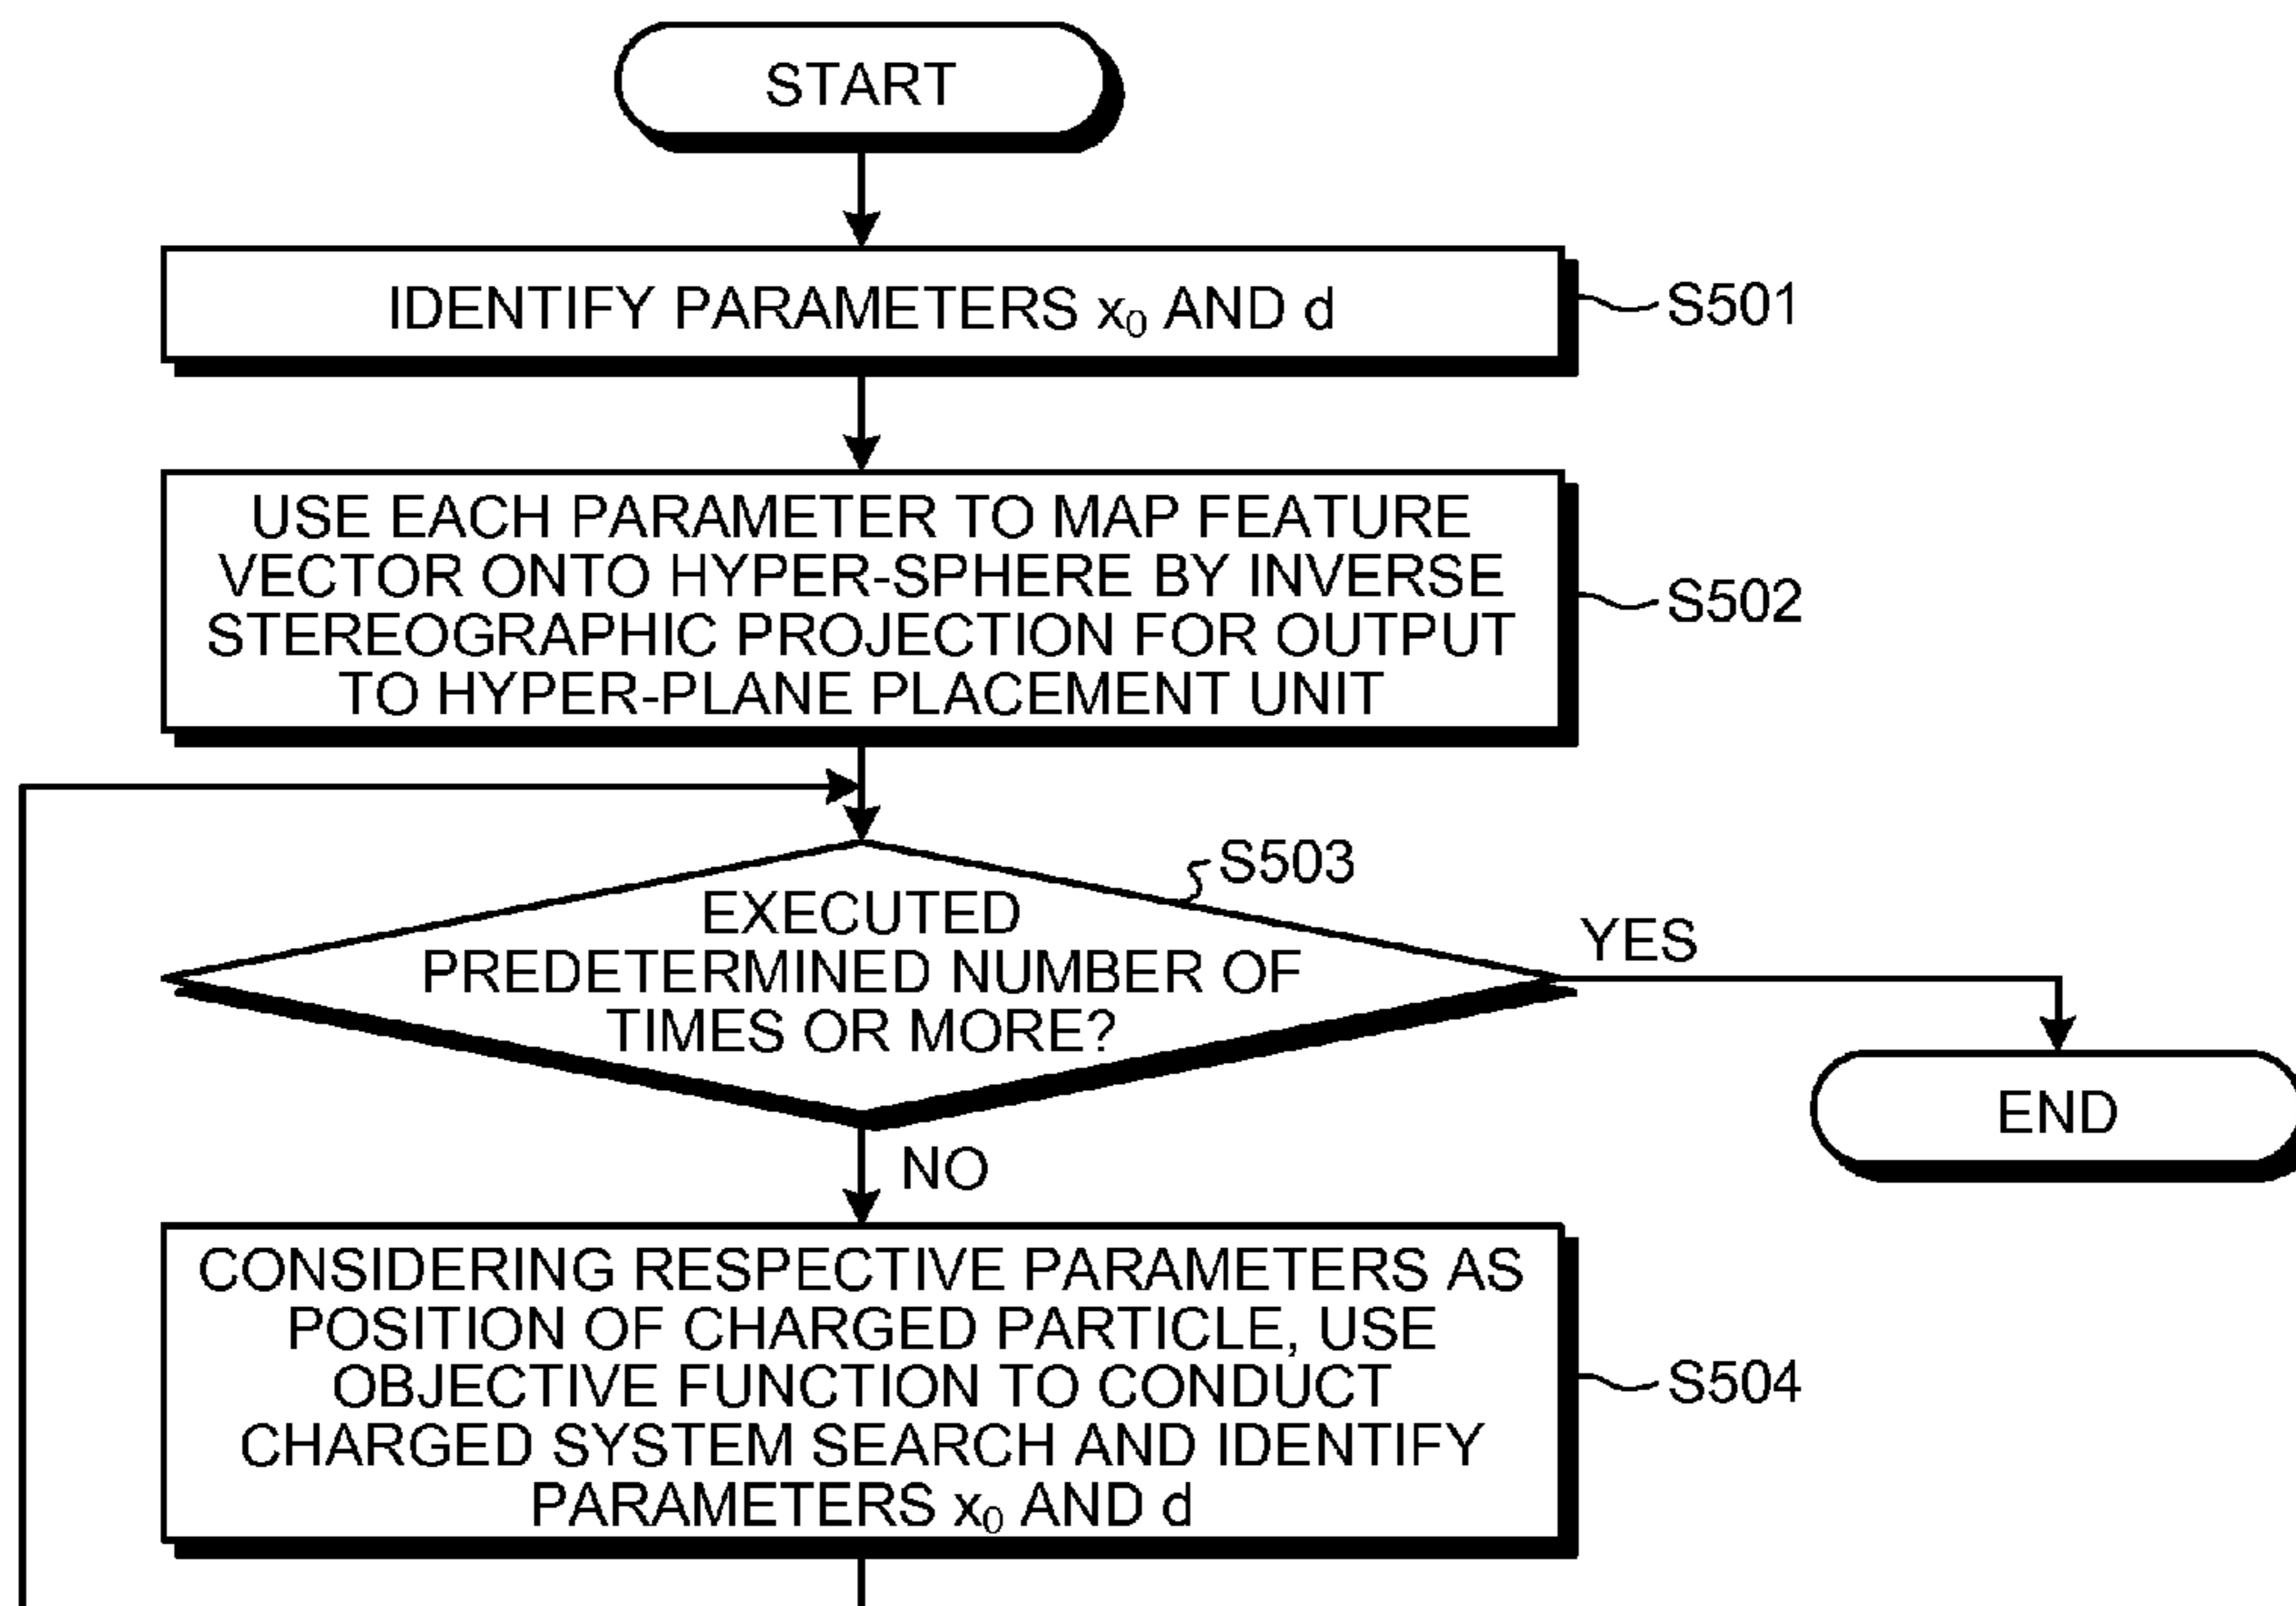 START
IDENTIFY PARAMETERS x₀ AND d
S501
USE EACH PARAMETER TO MAP FEATURE
VECTOR ONTO HYPER-SPHERE BY INVERSE
STEREOGRAPHIC PROJECTION FOR OUTPUT
TO HYPER-PLANE PLACEMENT UNIT
S502
S503
EXECUTED
PREDETERMINED NUMBER OF
TIMES OR MORE?
YES
END
NO
CONSIDERING RESPECTIVE PARAMETERS AS
POSITION OF CHARGED PARTICLE, USE
OBJECTIVE FUNCTION TO CONDUCT
CHARGED SYSTEM SEARCH AND IDENTIFY
PARAMETERS x₀ AND d
S504